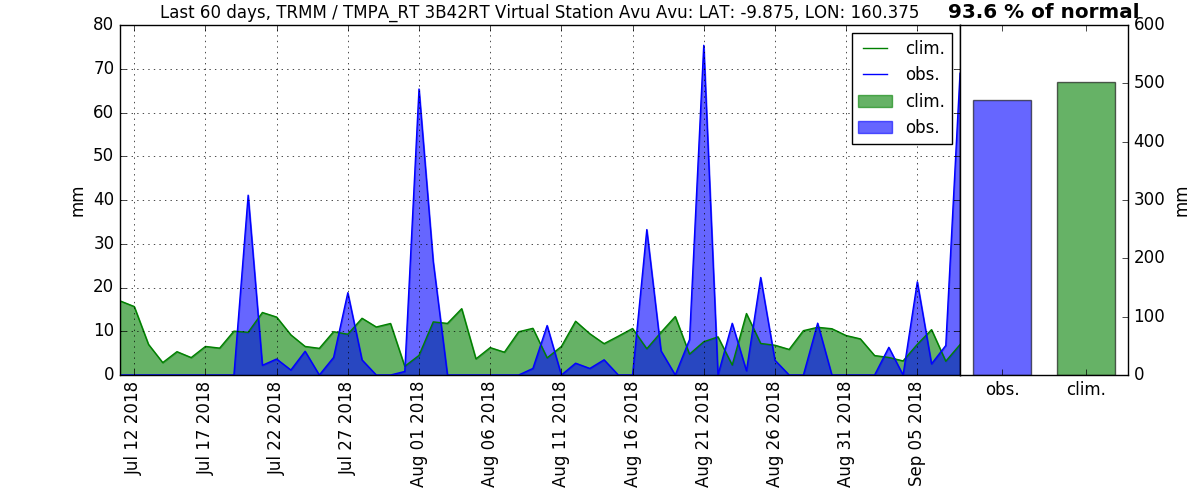 Last 60 days, TRMM / TMPA_RT 3B42RT Virtual Station Avu Avu: LAT: -9.875, LON: 160.375
93.6 % of normal
80
70
60
50
40
30
20
10
0
mm
clim.
obs.
clim.
obs.
Jul 12 2018
Jul 17 2018
Jul 22 2018
Jul 27 2018
Aug 01 2018
Aug 06 2018
Aug 11 2018
Aug 16 2018
Aug 21 2018
Aug 26 2018
Aug 31 2018
Sep 05 2018
600
500
400
300
200
100
0
mm
obs.
clim.